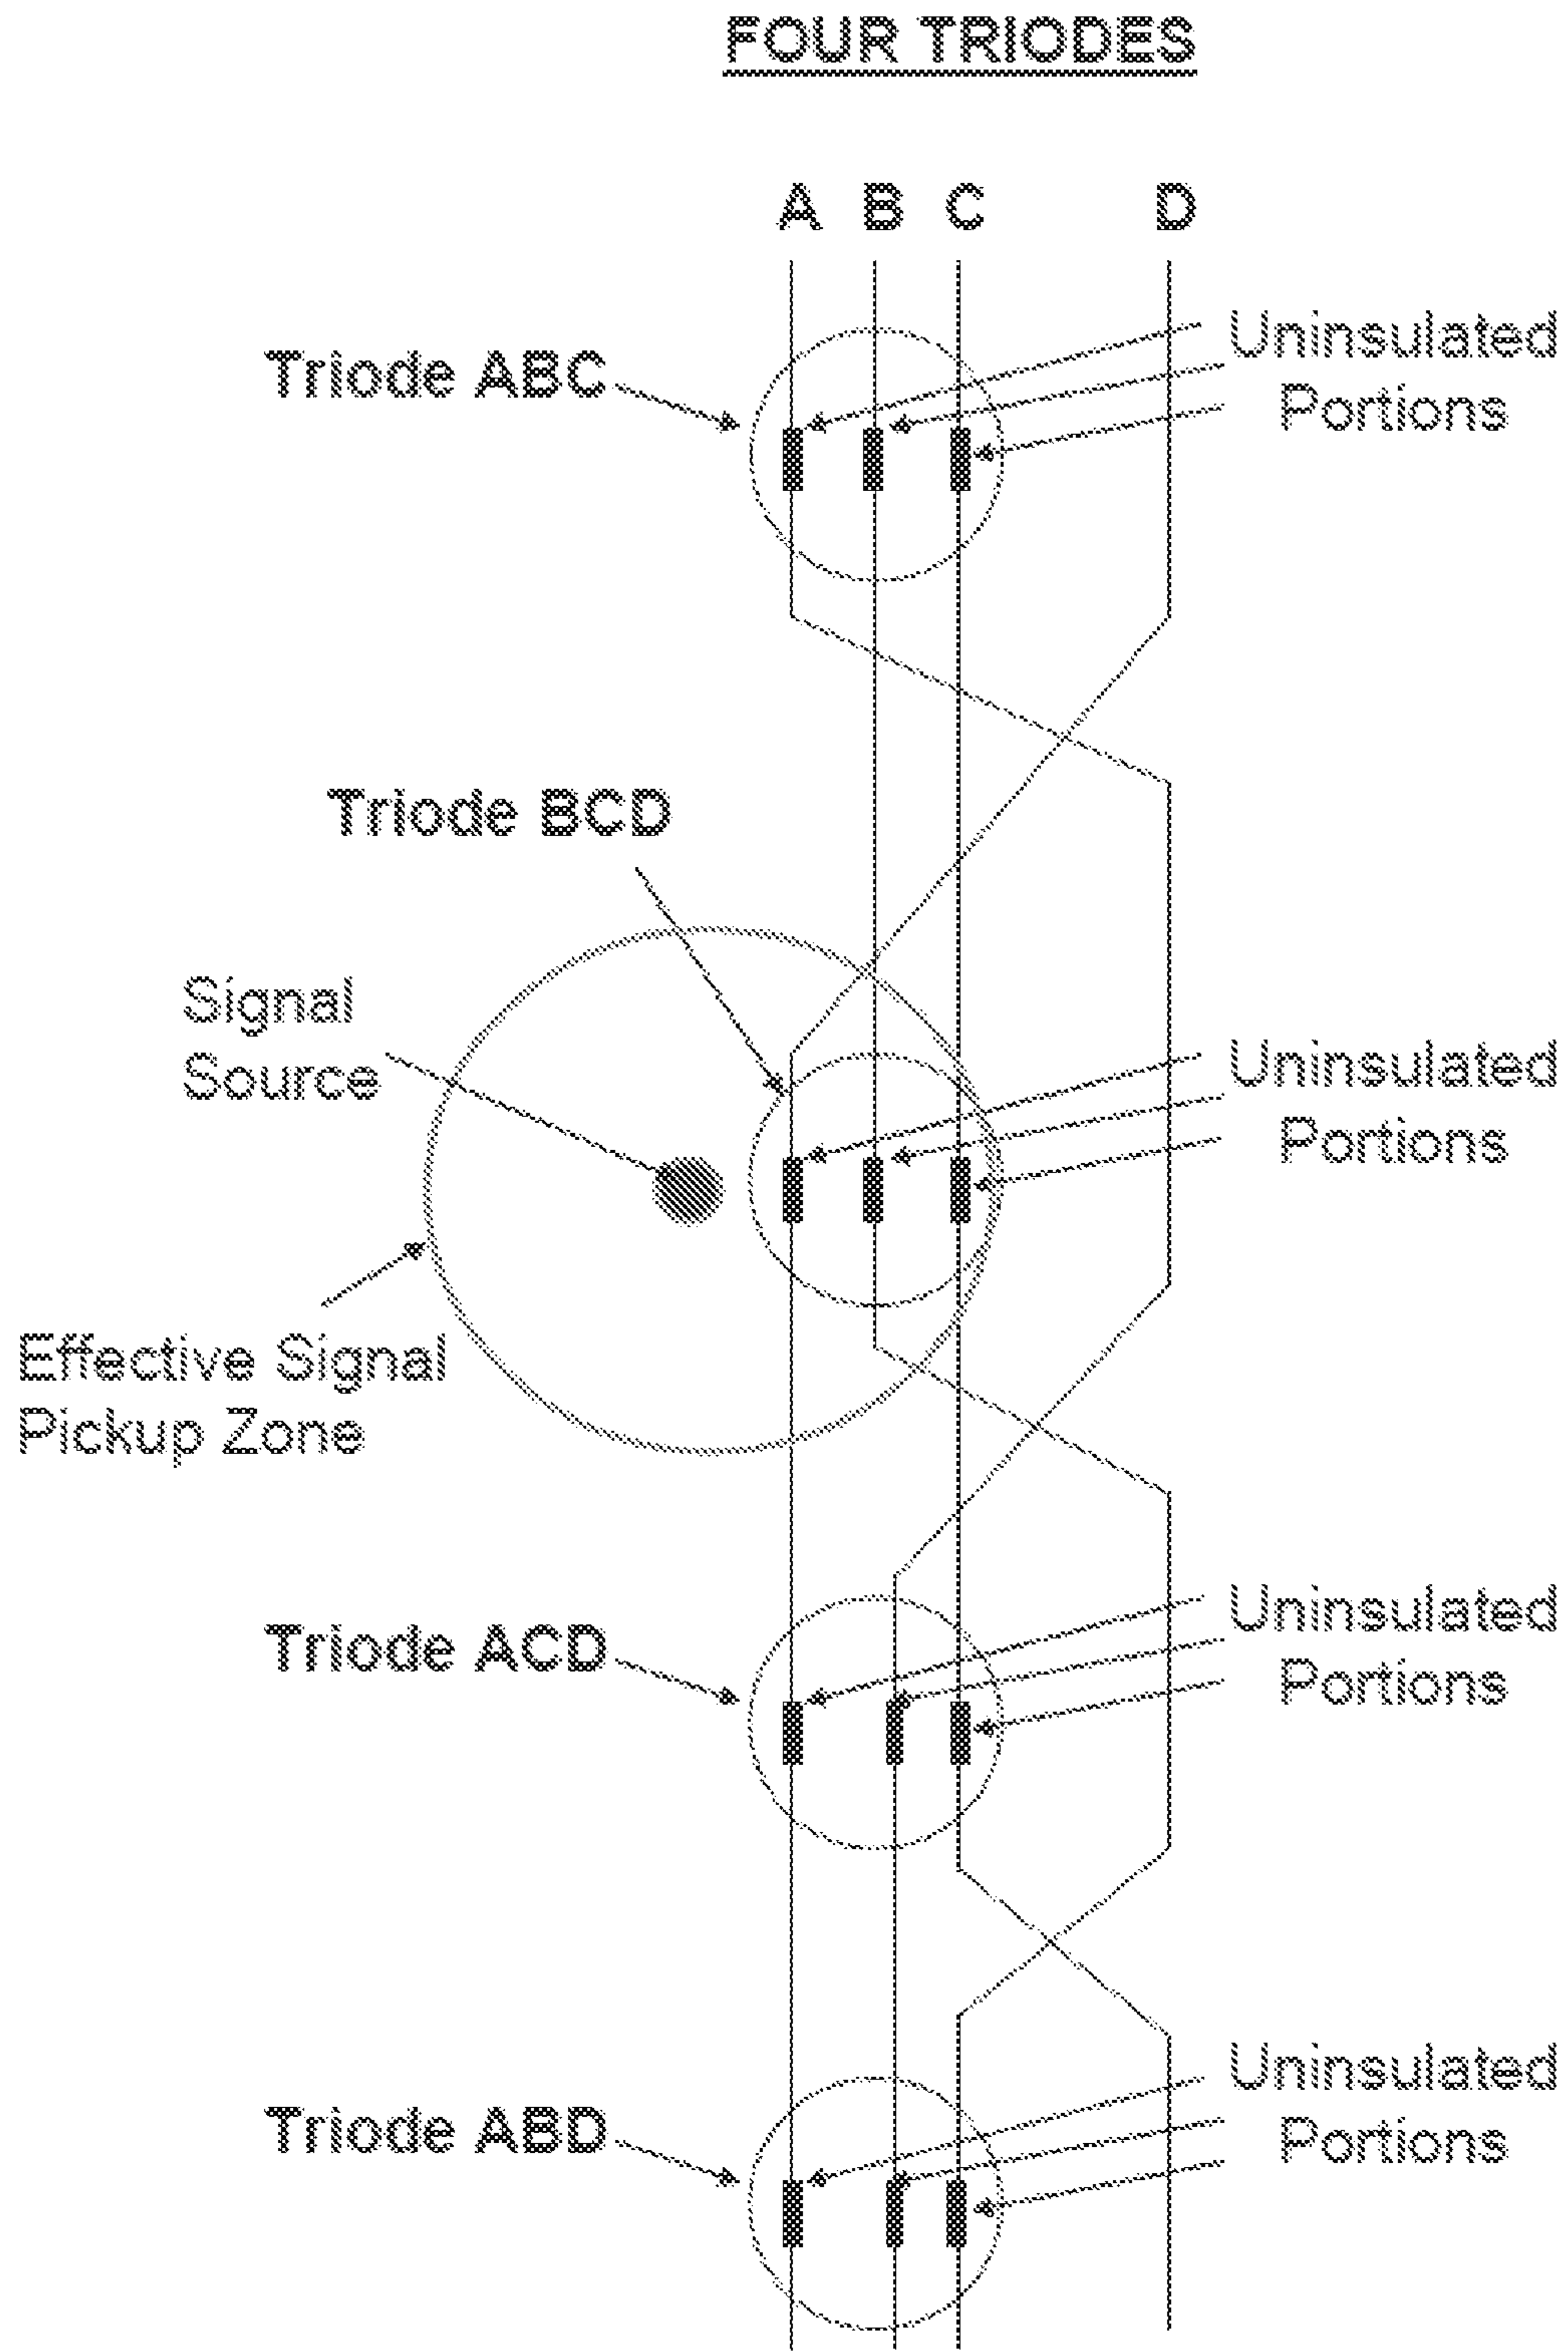 FOUR TRIODES
A B C D
Triode ABC
Uninsulated
Portions
Triode BCD
Signal
Source
Uninsulated
Portions
Effective Signal
Pickup Zone
Triode ACD
Uninsulated
Portions
Triode ABD
Uninsulated
Portions